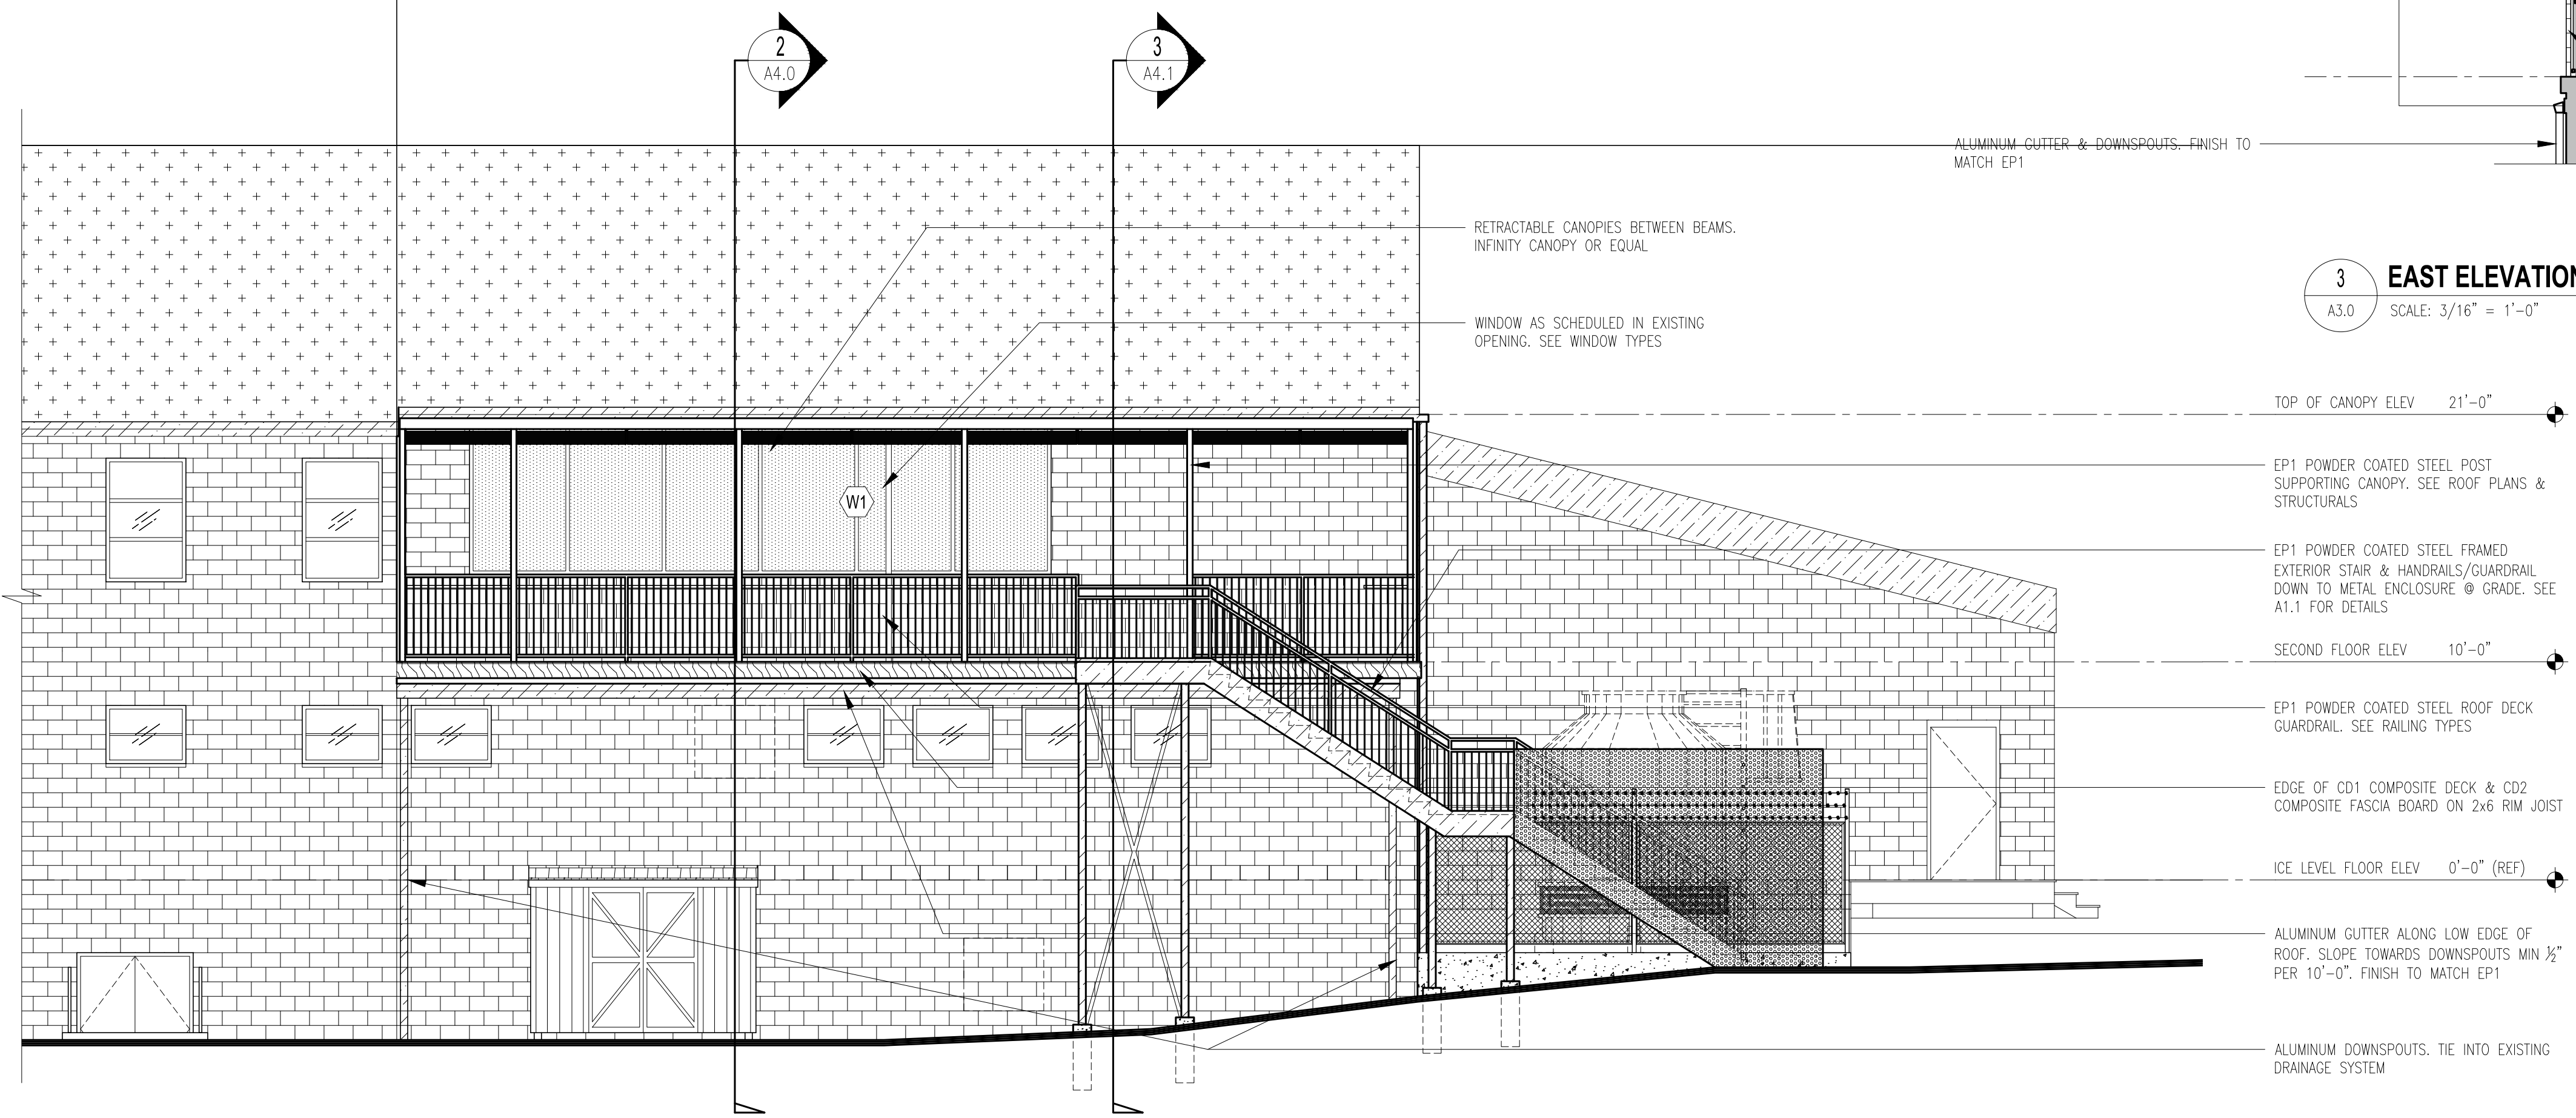 2
A4.0
3
A4.1
ALUMINUM GUTTER & DOWNSPOUTS. FINISH TO
MATCH EP1
RETRACTABLE CANOPIES BETWEEN BEAMS.
INFINITY CANOPY OR EQUAL
WINDOW AS SCHEDULED IN EXISTING
OPENING. SEE WINDOW TYPES
3
A3.0
EAST ELEVATION
SCALE: 3/16" = 1'-0"
TOP OF CANOPY ELEV 21'-0"
W1
EP1 POWDER COATED STEEL POST
SUPPORTING CANOPY. SEE ROOF PLANS &
STRUCTURALS
EP1 POWDER COATED STEEL FRAMED
EXTERIOR STAIR & HANDRAILS/GUARDRAIL
DOWN TO METAL ENCLOSURE @ GRADE. SEE
A1.1 FOR DETAILS
SECOND FLOOR ELEV 10'-0"
EP1 POWDER COATED STEEL ROOF DECK
GUARDRAIL. SEE RAILING TYPES
EDGE OF CD1 COMPOSITE DECK & CD2
COMPOSITE FASCIA BOARD ON 2x6 RIM JOIST
ICE LEVEL FLOOR ELEV 0'-0" (REF)
ALUMINUM GUTTER ALONG LOW EDGE OF
ROOF. SLOPE TOWARDS DOWNSPOUTS MIN ½"
PER 10'-0". FINISH TO MATCH EP1
ALUMINUM DOWNSPOUTS. TIE INTO EXISTING
DRAINAGE SYSTEM